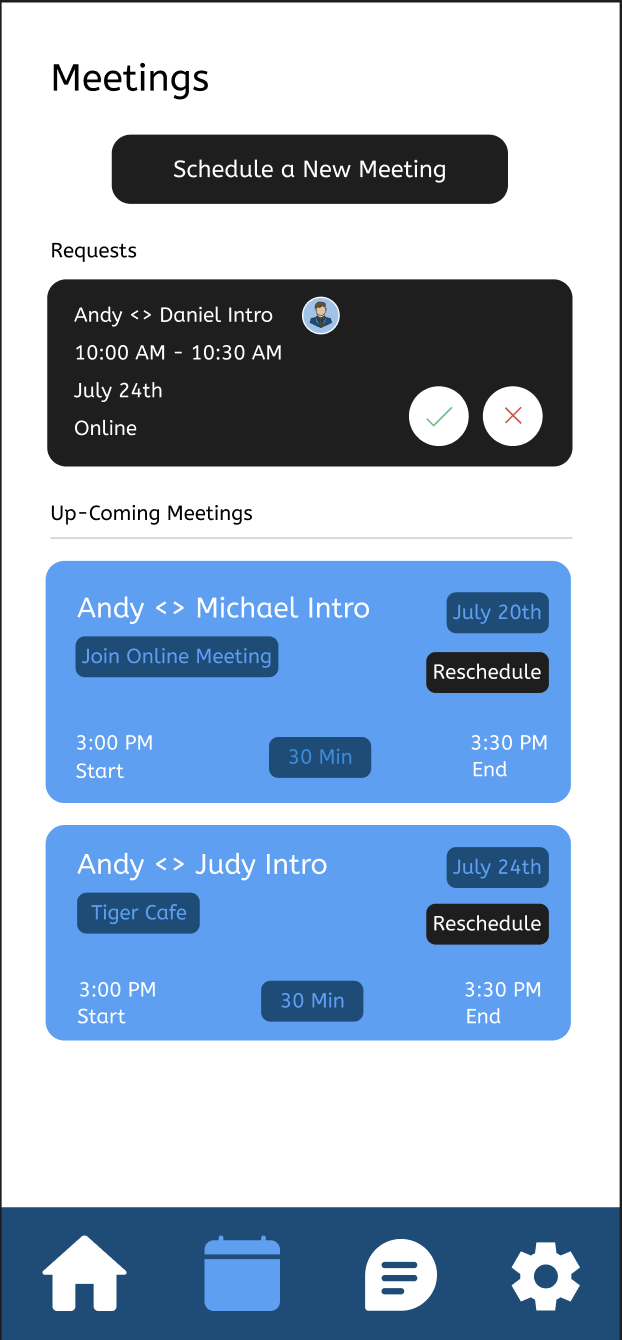 Meetings
Schedule a New Meeting
Requests
Andy <> Daniel Intro
10:00 AM - 10:30 AM
July 24th
Online
Up-Coming Meetings
Andy <> Michael Intro
July 20th
Join Online Meeting
Reschedule
3:00 PM
Start
30 Min
3:30 PM
End
Andy <> Judy Intro
July 24th
Tiger Cafe
Reschedule
3:00 PM
Start
30 Min
3:30 PM
End